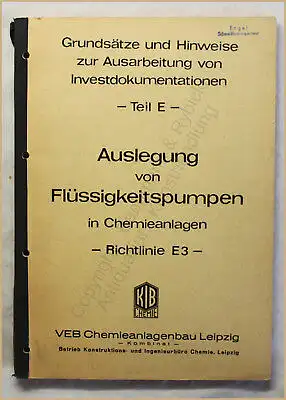 Engel
Grundsätze und Hinweise
zur Ausarbeitung von
Investdokumentationen
– Teil E –
Auslegung
von
Flüssigkeitspumpen
in Chemieanlagen
– Richtlinie E3 –
KIB
CHEMIE
VEB Chemieanlagenbau Leipzig
– Kombinat –
Betrieb Konstruktions- und Ingenieurbüro Chemie, Leipzig